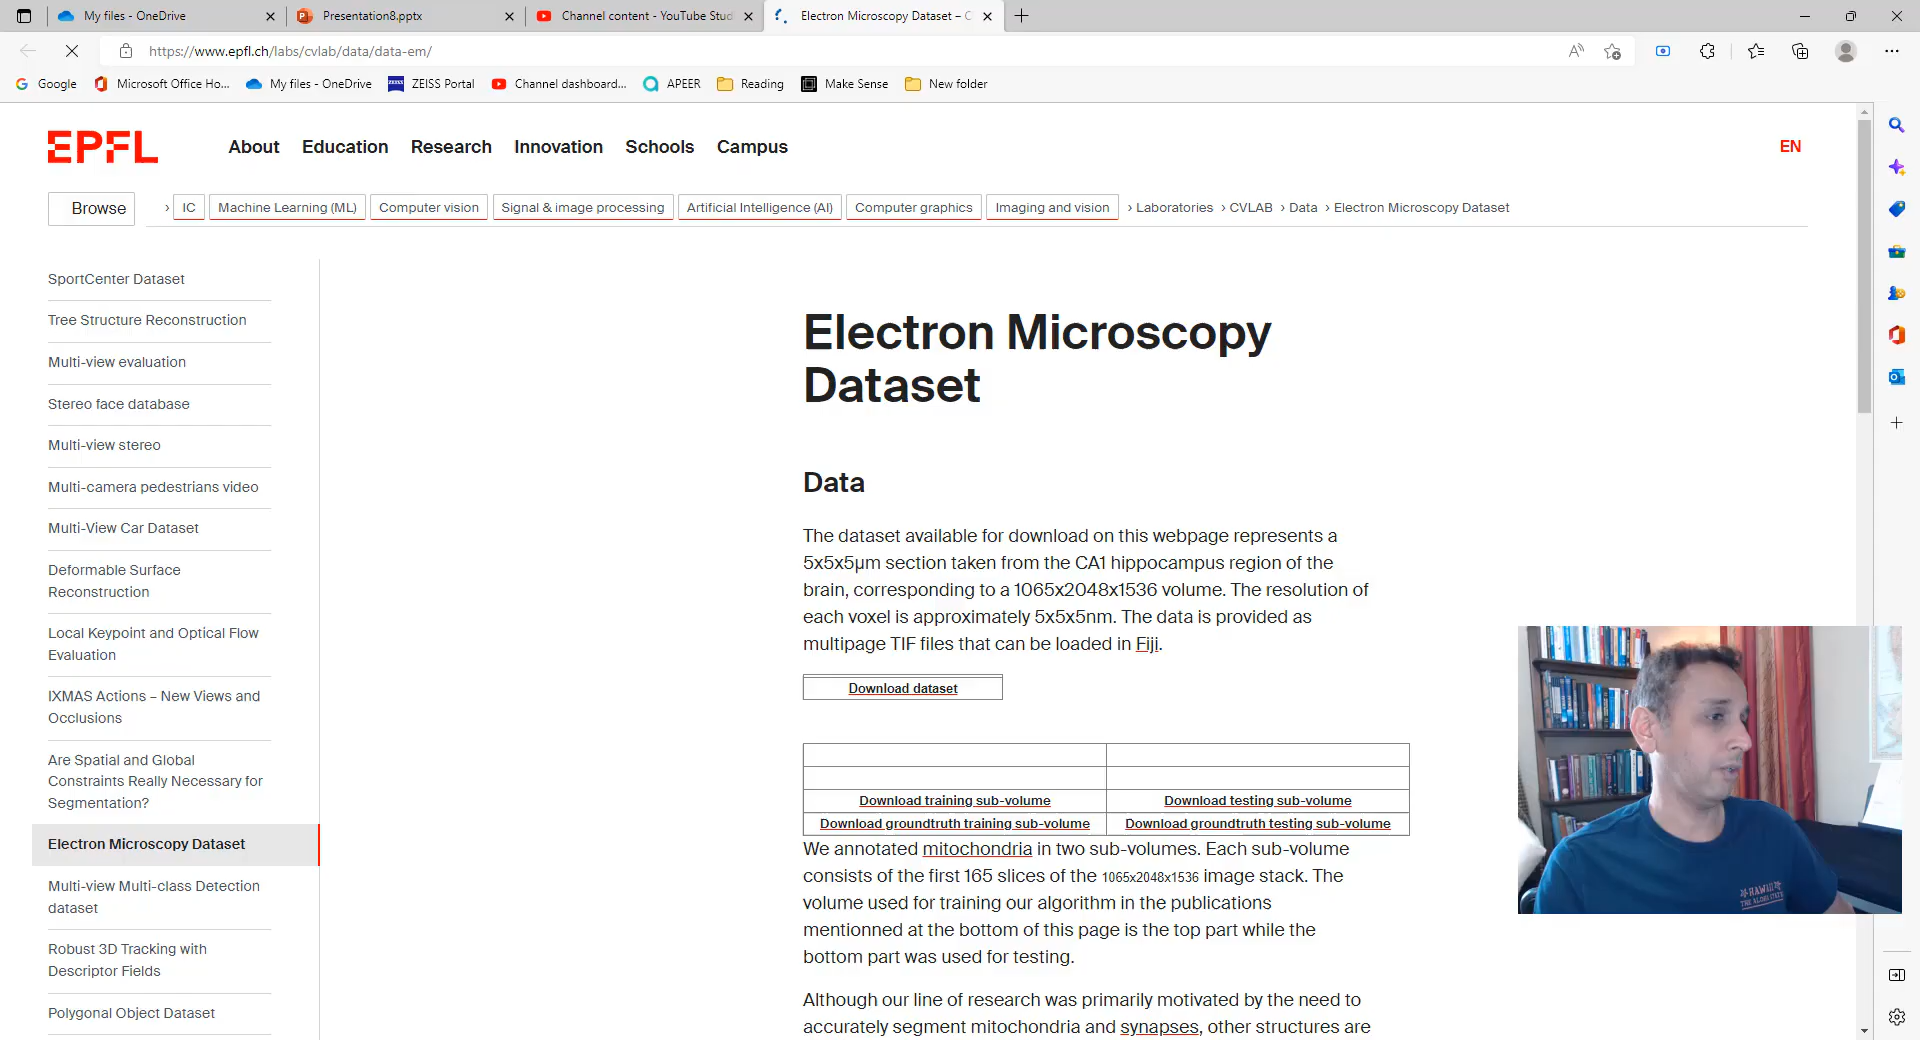 My files - OneDrive
Presentation8.pptx
Channel content - YouTube Stud
Electron Microscopy Dataset – C
https://www.epfl.ch/labs/cvlab/data/data-em/
Google
Microsoft Office Ho...
My files - OneDrive
ZEISS Portal
Channel dashboard...
APEER
Reading
Make Sense
New folder
EPFL
About
Education
Research
Innovation
Schools
Campus
EN
Browse
› IC
Machine Learning (ML)
Computer vision
Signal & image processing
Artificial Intelligence (AI)
Computer graphics
Imaging and vision
› Laboratories › CVLAB › Data › Electron Microscopy Dataset
SportCenter Dataset
Tree Structure Reconstruction
Multi-view evaluation
Stereo face database
Multi-view stereo
Multi-camera pedestrians video
Multi-View Car Dataset
Deformable Surface
Reconstruction
Local Keypoint and Optical Flow
Evaluation
IXMAS Actions – New Views and
Occlusions
Are Spatial and Global
Constraints Really Necessary for
Segmentation?
Electron Microscopy Dataset
Multi-view Multi-class Detection
dataset
Robust 3D Tracking with
Descriptor Fields
Polygonal Object Dataset
Electron Microscopy
Dataset
Data
The dataset available for download on this webpage represents a
5x5x5µm section taken from the CA1 hippocampus region of the
brain, corresponding to a 1065x2048x1536 volume. The resolution of
each voxel is approximately 5x5x5nm. The data is provided as
multipage TIF files that can be loaded in Fiji.
Download dataset
Download training sub-volume
Download testing sub-volume
Download groundtruth training sub-volume
Download groundtruth testing sub-volume
We annotated mitochondria in two sub-volumes. Each sub-volume
consists of the first 165 slices of the 1065x2048x1536 image stack. The
volume used for training our algorithm in the publications
mentionned at the bottom of this page is the top part while the
bottom part was used for testing.
Although our line of research was primarily motivated by the need to
accurately segment mitochondria and synapses, other structures are
HAWAII
THE ALOHA STATE